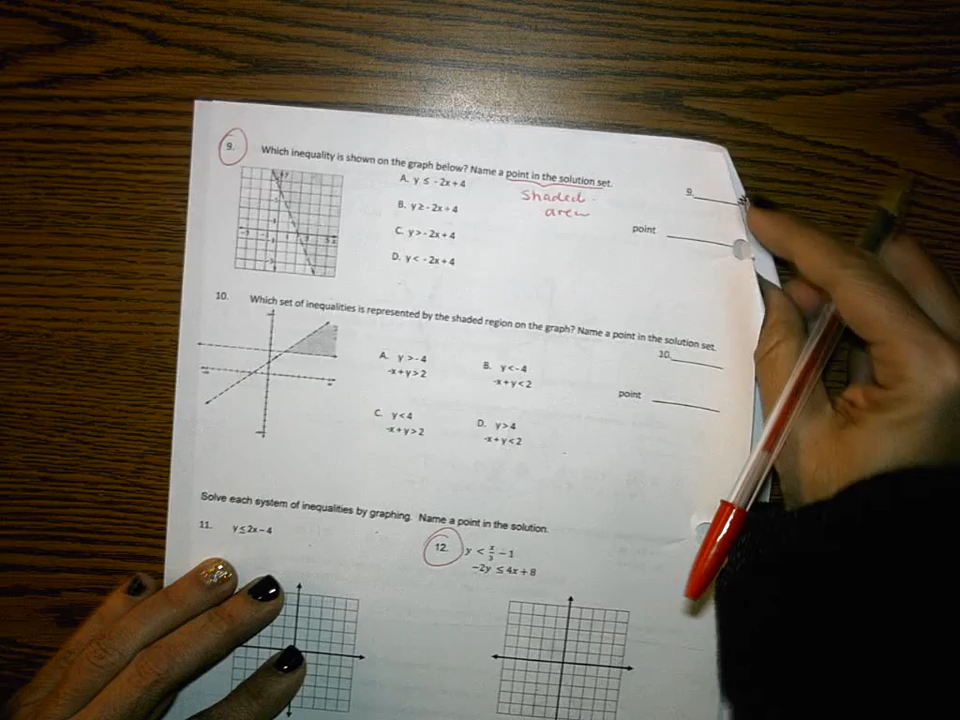 9. Which inequality is shown on the graph below? Name a point in the solution set.
A. y ≤ - 2x + 4
shaded area
9.
B. y ≥ - 2x + 4
point
C. y > - 2x + 4
D. y < - 2x + 4
10. Which set of inequalities is represented by the shaded region on the graph? Name a point in the solution set.
10.
A. y > -4
-x + y > 2
B. y < -4
-x + y < 2
point
C. y < 4
-x + y > 2
D. y > 4
-x + y < 2
Solve each system of inequalities by graphing. Name a point in the solution.
11. y ≤ 2x - 4
12. y < x/3 - 1
-2y ≤ 4x + 8